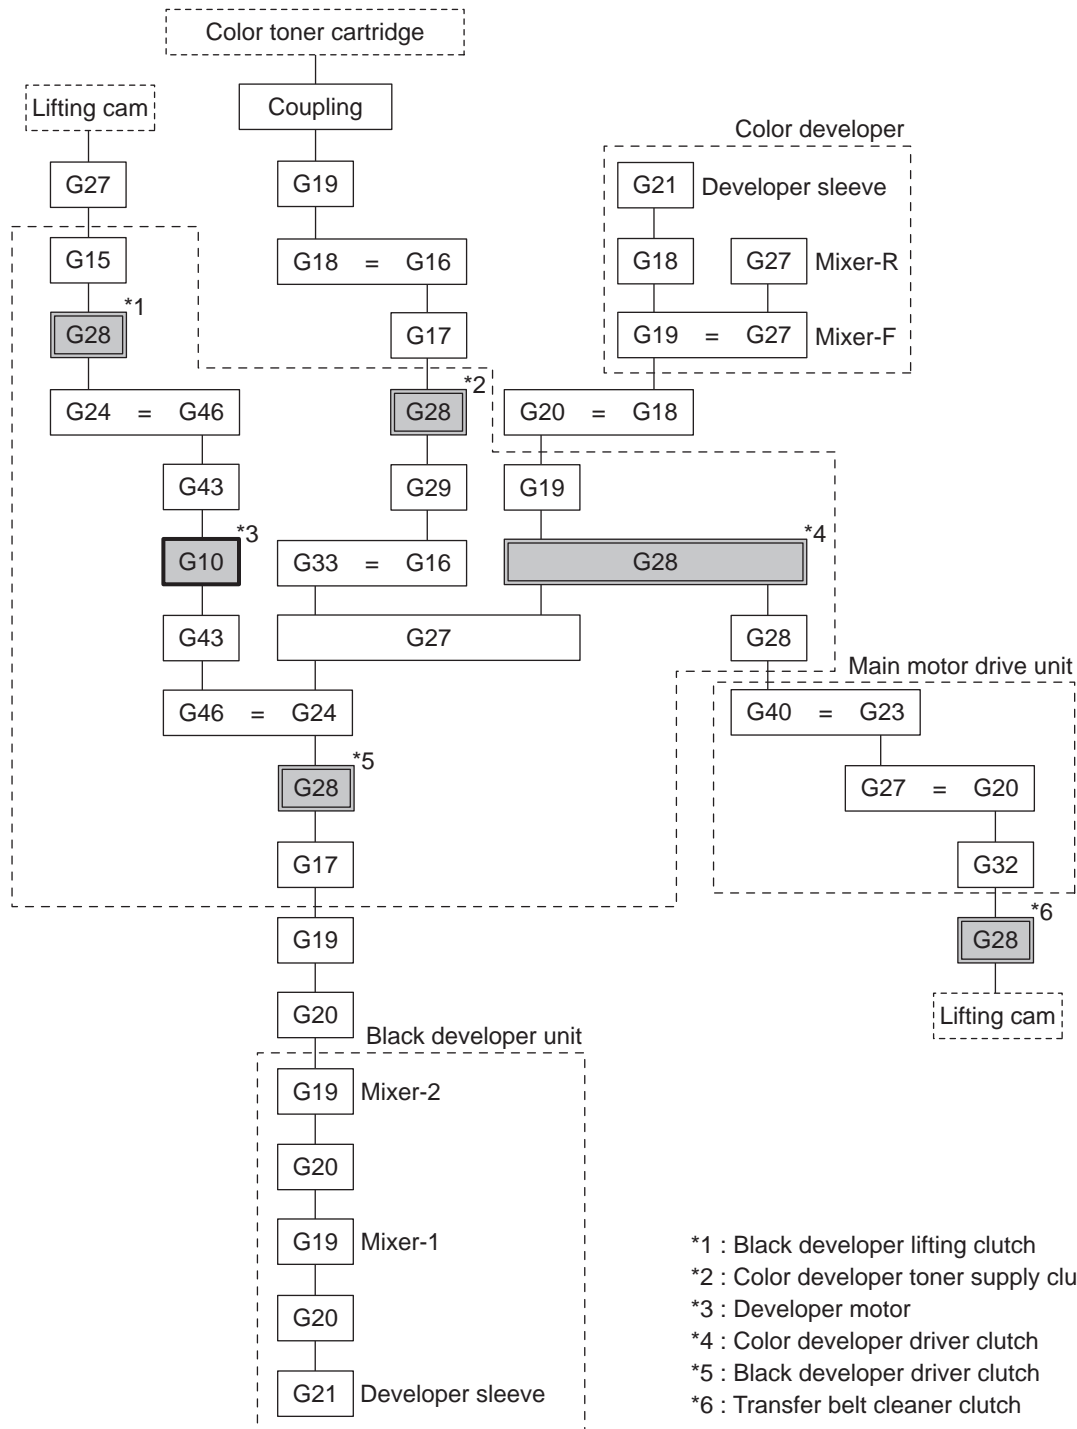 Color toner cartridge
Lifting cam
Coupling
Color developer
G27
G19
G21 Developer sleeve
G15
G18 = G16
G18
G27 Mixer-R
*1
G28
G17
G19 = G27 Mixer-F
*2
G24 = G46
G28
G20 = G18
G43
G29
G19
*3
*4
G10
G33 = G16
G28
G43
G27
G28
Main motor drive unit
G46 = G24
G40 = G23
*5
G28
G27 = G20
G17
G32
*6
G19
G28
G20
Lifting cam
Black developer unit
G19 Mixer-2
G20
G19 Mixer-1
G20
G21 Developer sleeve
*1 : Black developer lifting clutch
*2 : Color developer toner supply clu
*3 : Developer motor
*4 : Color developer driver clutch
*5 : Black developer driver clutch
*6 : Transfer belt cleaner clutch